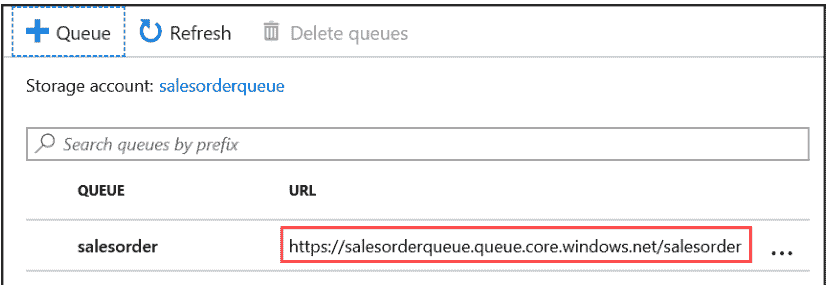 Queue Refresh Delete queues
Storage account: salesorderqueue
Search queues by prefix
QUEUE URL
salesorder https://salesorderqueue.queue.core.windows.net/salesorder ...